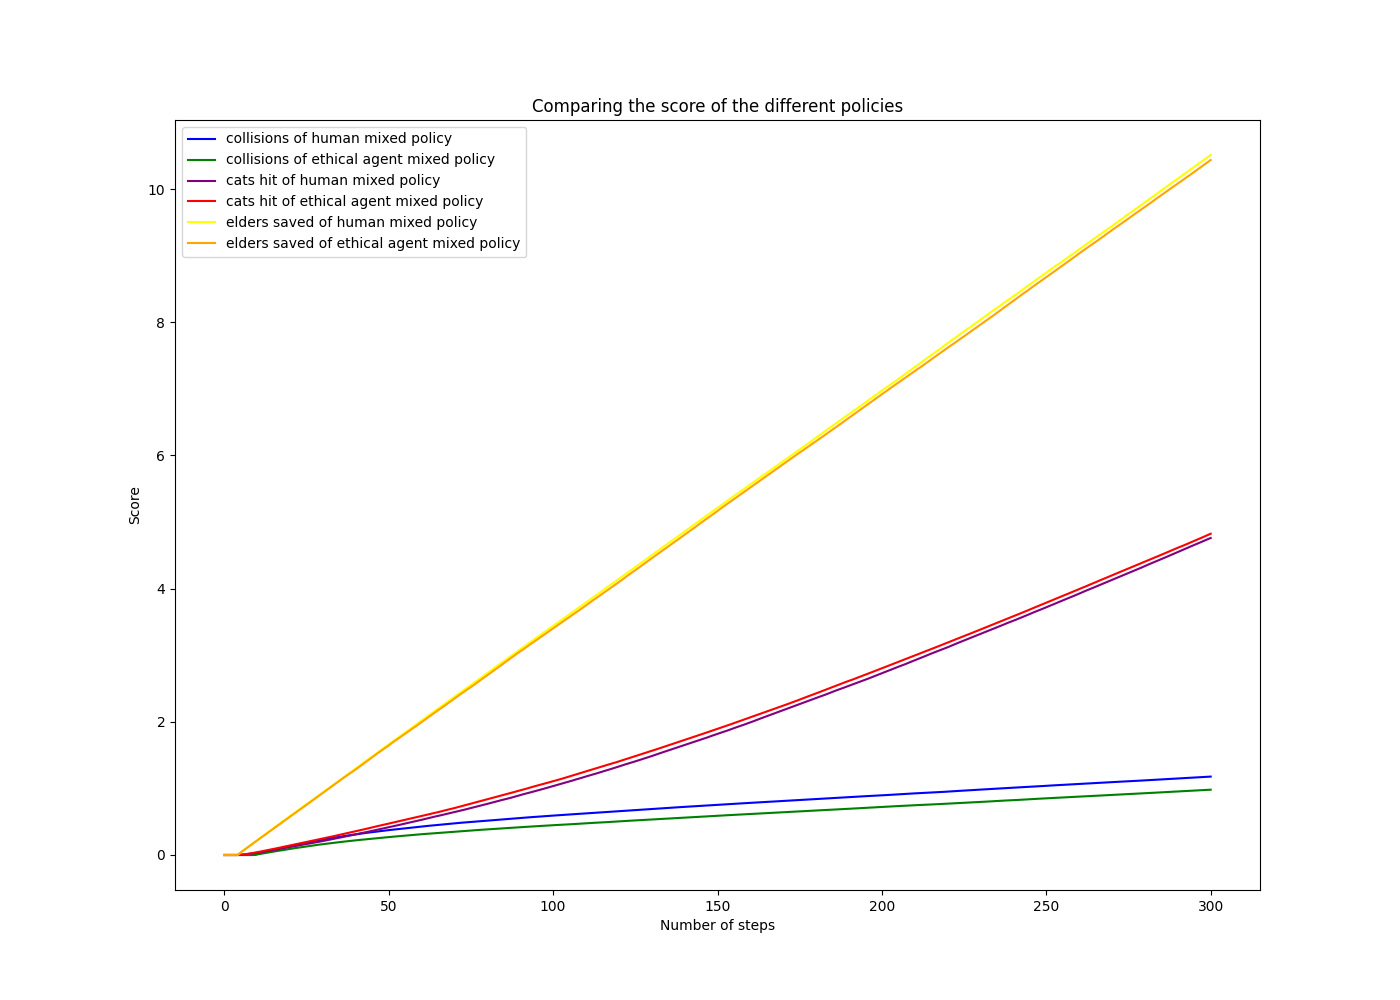 Comparing the score of the different policies
collisions of human mixed policy
collisions of ethical agent mixed policy
cats hit of human mixed policy
cats hit of ethical agent mixed policy
elders saved of human mixed policy
elders saved of ethical agent mixed policy
10
8
6
4
2
0
Score
0 50 100 150 200 250 300
Number of steps